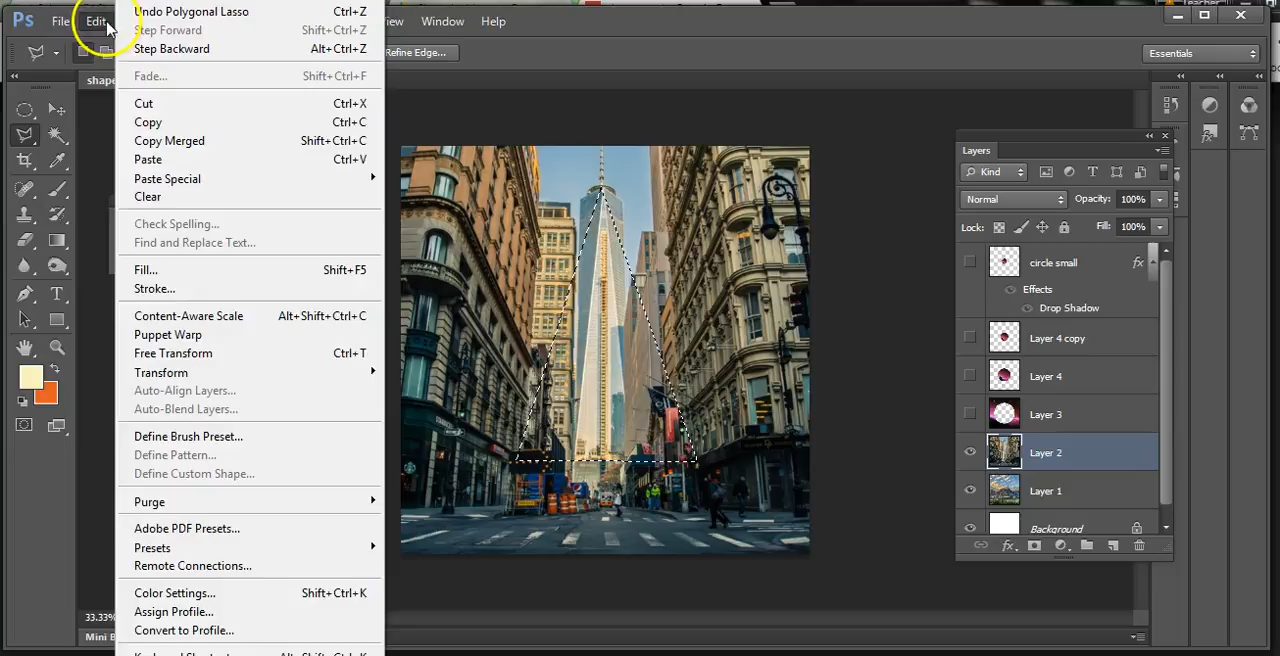 Ps File Edit View Window Help
Refine Edge...
Essentials
shape
Undo Polygonal Lasso Ctrl+Z
Step Forward Shift+Ctrl+Z
Step Backward Alt+Ctrl+Z
Fade... Shift+Ctrl+F
Cut Ctrl+X
Copy Ctrl+C
Copy Merged Shift+Ctrl+C
Paste Ctrl+V
Paste Special
Clear
Check Spelling...
Find and Replace Text...
Fill... Shift+F5
Stroke...
Content-Aware Scale Alt+Shift+Ctrl+C
Puppet Warp
Free Transform Ctrl+T
Transform
Auto-Align Layers...
Auto-Blend Layers...
Define Brush Preset...
Define Pattern...
Define Custom Shape...
Purge
Adobe PDF Presets...
Presets
Remote Connections...
Color Settings... Shift+Ctrl+K
Assign Profile...
Convert to Profile...
33.33%
Mini B
Layers
Kind
Normal Opacity: 100%
Lock: Fill: 100%
circle small fx
Effects
Drop Shadow
Layer 4 copy
Layer 4
Layer 3
Layer 2
Layer 1
Background
fx